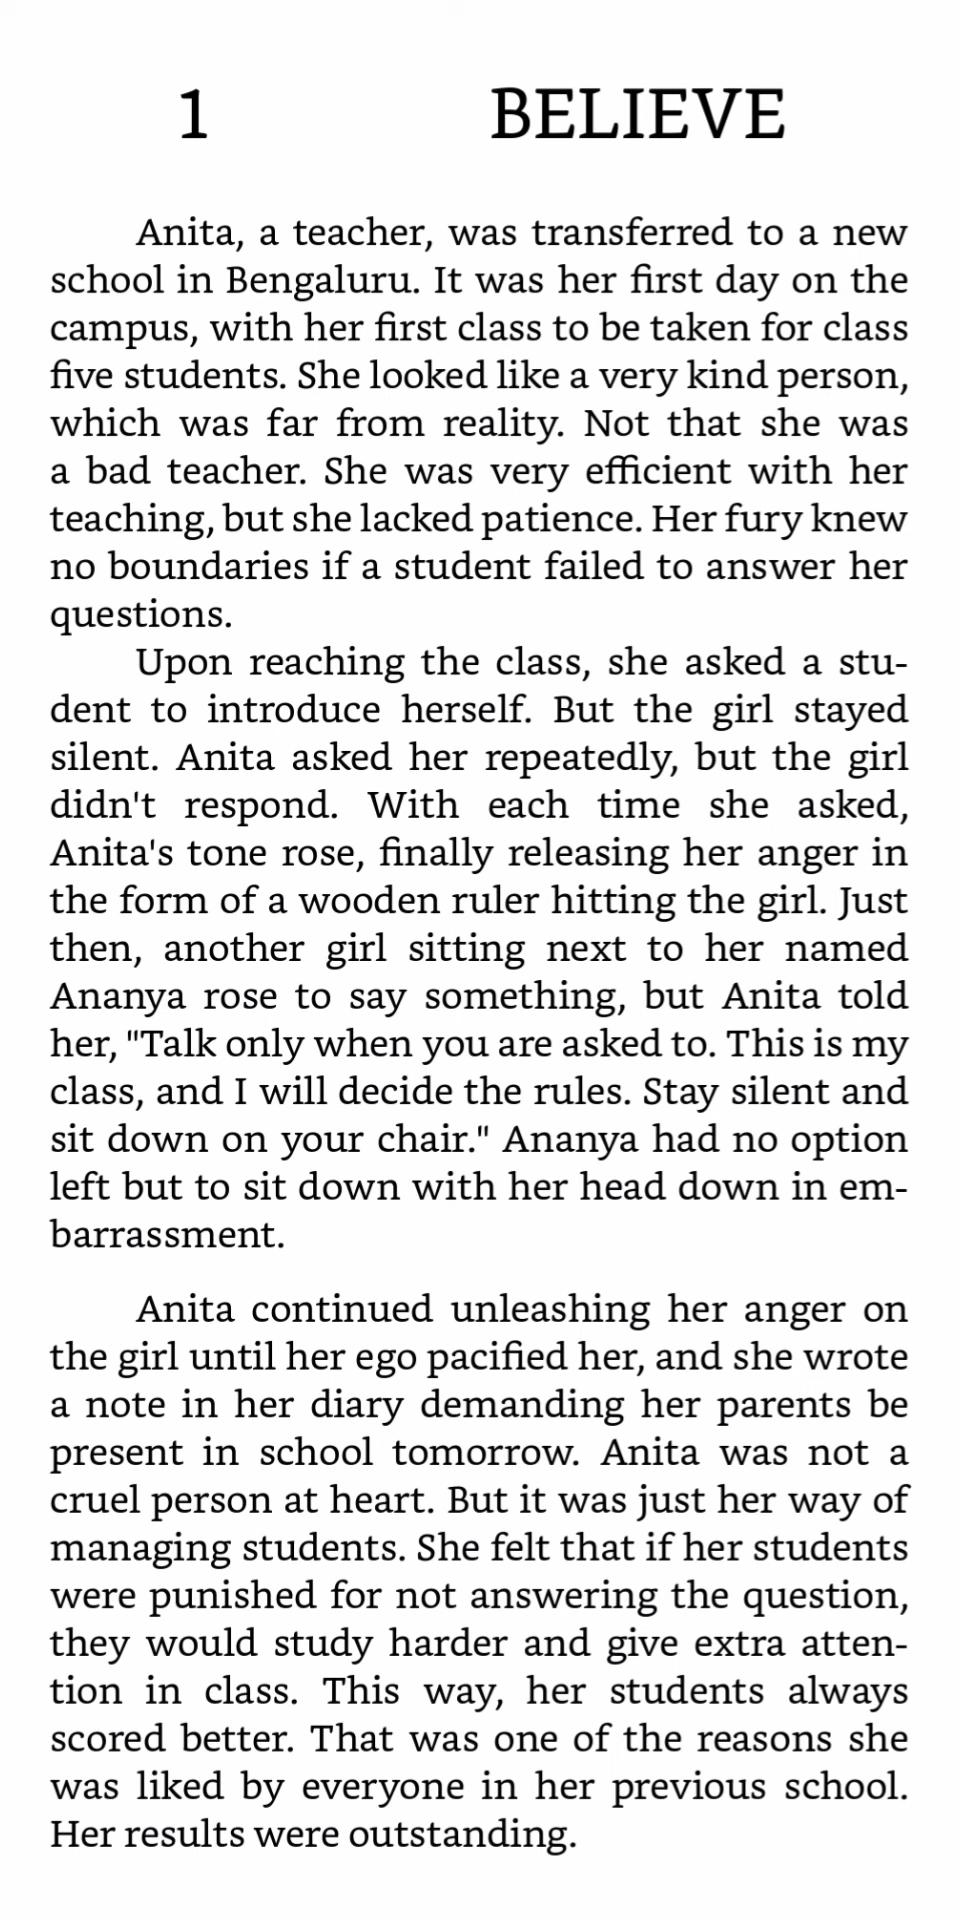 1 BELIEVE
Anita, a teacher, was transferred to a new
school in Bengaluru. It was her first day on the
campus, with her first class to be taken for class
five students. She looked like a very kind person,
which was far from reality. Not that she was
a bad teacher. She was very efficient with her
teaching, but she lacked patience. Her fury knew
no boundaries if a student failed to answer her
questions.
Upon reaching the class, she asked a stu-
dent to introduce herself. But the girl stayed
silent. Anita asked her repeatedly, but the girl
didn't respond. With each time she asked,
Anita's tone rose, finally releasing her anger in
the form of a wooden ruler hitting the girl. Just
then, another girl sitting next to her named
Ananya rose to say something, but Anita told
her, "Talk only when you are asked to. This is my
class, and I will decide the rules. Stay silent and
sit down on your chair." Ananya had no option
left but to sit down with her head down in em-
barrassment.
Anita continued unleashing her anger on
the girl until her ego pacified her, and she wrote
a note in her diary demanding her parents be
present in school tomorrow. Anita was not a
cruel person at heart. But it was just her way of
managing students. She felt that if her students
were punished for not answering the question,
they would study harder and give extra atten-
tion in class. This way, her students always
scored better. That was one of the reasons she
was liked by everyone in her previous school.
Her results were outstanding.